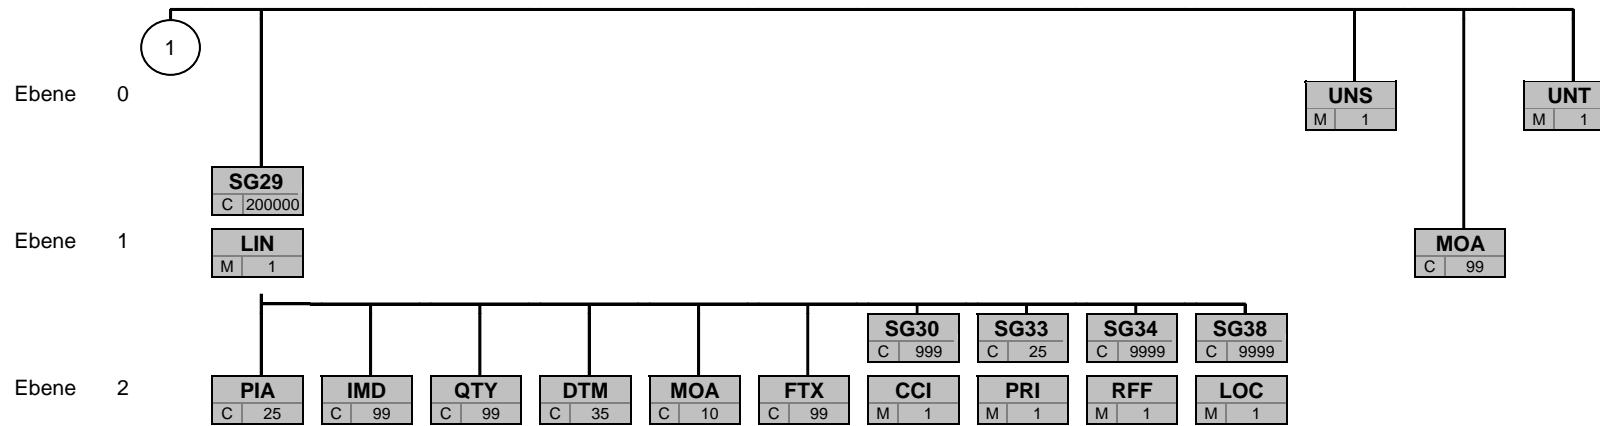 1
Ebene 0
UNS
M 1
UNT
M 1
SG29
C 200000
Ebene 1
LIN
M 1
MOA
C 99
SG30
C 999
SG33
C 25
SG34
C 9999
SG38
C 9999
Ebene 2
PIA
C 25
IMD
C 99
QTY
C 99
DTM
C 35
MOA
C 10
FTX
C 99
CCI
M 1
PRI
M 1
RFF
M 1
LOC
M 1